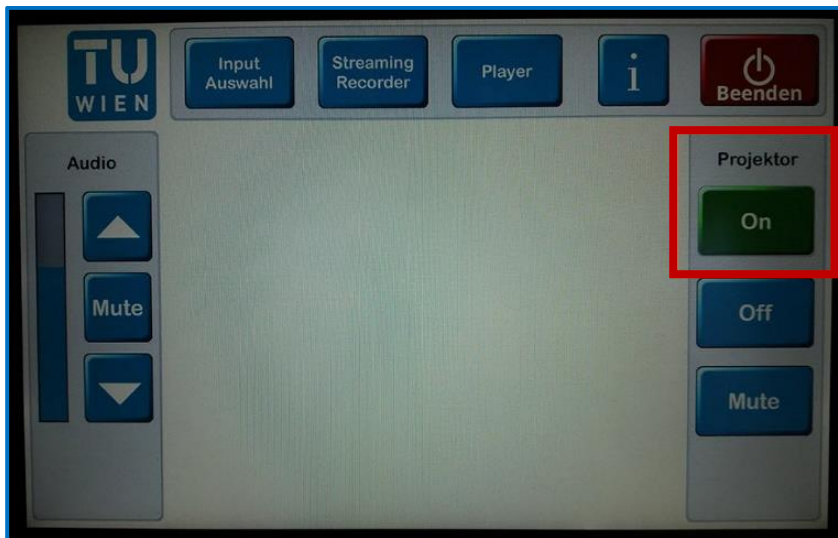 TU
WIEN
Input
Auswahl
Streaming
Recorder
Player
i
Beenden
Audio
Mute
Projektor
On
Off
Mute